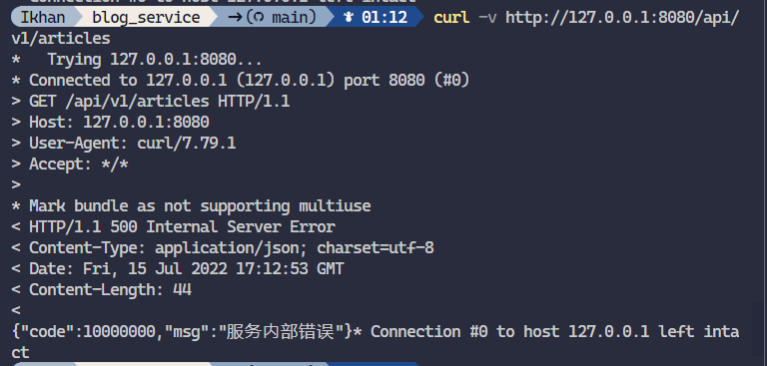 Ikhan blog_service →( main) 01:12 curl -v http://127.0.0.1:8080/api/
v1/articles
*   Trying 127.0.0.1:8080...
* Connected to 127.0.0.1 (127.0.0.1) port 8080 (#0)
> GET /api/v1/articles HTTP/1.1
> Host: 127.0.0.1:8080
> User-Agent: curl/7.79.1
> Accept: */*
>
* Mark bundle as not supporting multiuse
< HTTP/1.1 500 Internal Server Error
< Content-Type: application/json; charset=utf-8
< Date: Fri, 15 Jul 2022 17:12:53 GMT
< Content-Length: 44
<
{"code":10000000,"msg":"服务内部错误"}* Connection #0 to host 127.0.0.1 left inta
ct